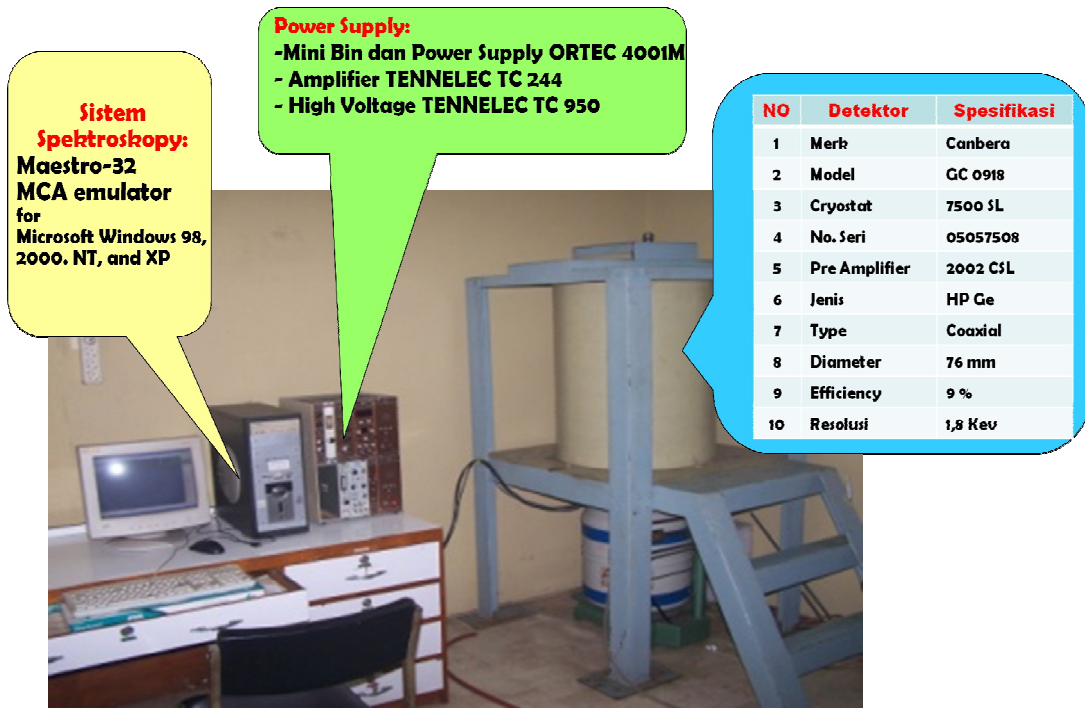 Power Supply:
-Mini Bin dan Power Supply ORTEC 4001M
- Amplifier TENNELEC TC 244
- High Voltage TENNELEC TC 950
Sistem
Spektroskopy:
Maestro-32
MCA emulator
for
Microsoft Windows 98,
2000. NT, and XP
NO Detektor Spesifikasi
1 Merk Canbera
2 Model GC 0918
3 Cryostat 7500 SL
4 No. Seri 05057508
5 Pre Amplifier 2002 CSL
6 Jenis HP Ge
7 Type Coaxial
8 Diameter 76 mm
9 Efficiency 9 %
10 Resolusi 1,8 Kev